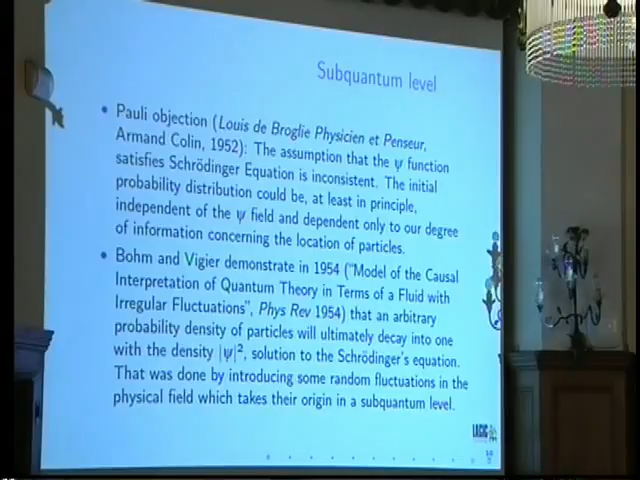 Subquantum level
• Pauli objection (Louis de Broglie Physicien et Penseur,
Armand Colin, 1952): The assumption that the ψ function
satisfies Schrödinger Equation is inconsistent. The initial
probability distribution could be, at least in principle,
independent of the ψ field and dependent only to our degree
of information concerning the location of particles.
• Bohm and Vigier demonstrate in 1954 ("Model of the Causal
Interpretation of Quantum Theory in Terms of a Fluid with
Irregular Fluctuations", Phys Rev 1954) that an arbitrary
probability density of particles will ultimately decay into one
with the density |ψ|², solution to the Schrödinger's equation.
That was done by introducing some random fluctuations in the
physical field which takes their origin in a subquantum level.